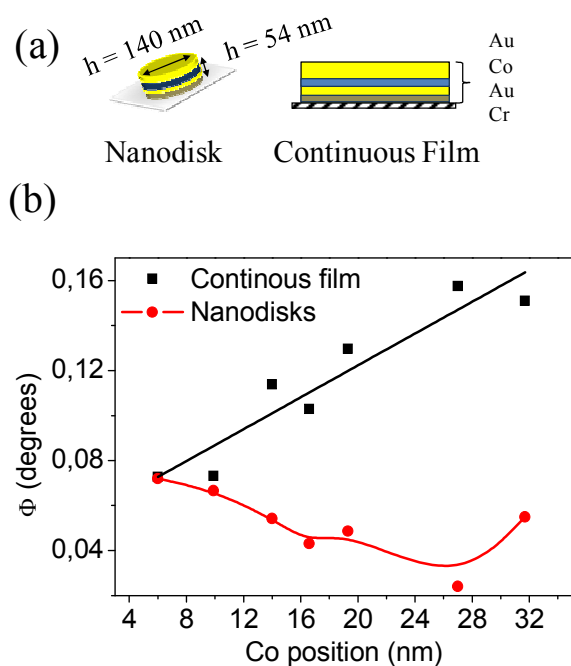 (a)
h = 140 nm
h = 54 nm
Au
Co
Au
Cr
Nanodisk
Continuous Film
(b)
Continous film
Nanodisks
0,16
0,12
0,08
0,04
Φ (degrees)
4 8 12 16 20 24 28 32
Co position (nm)